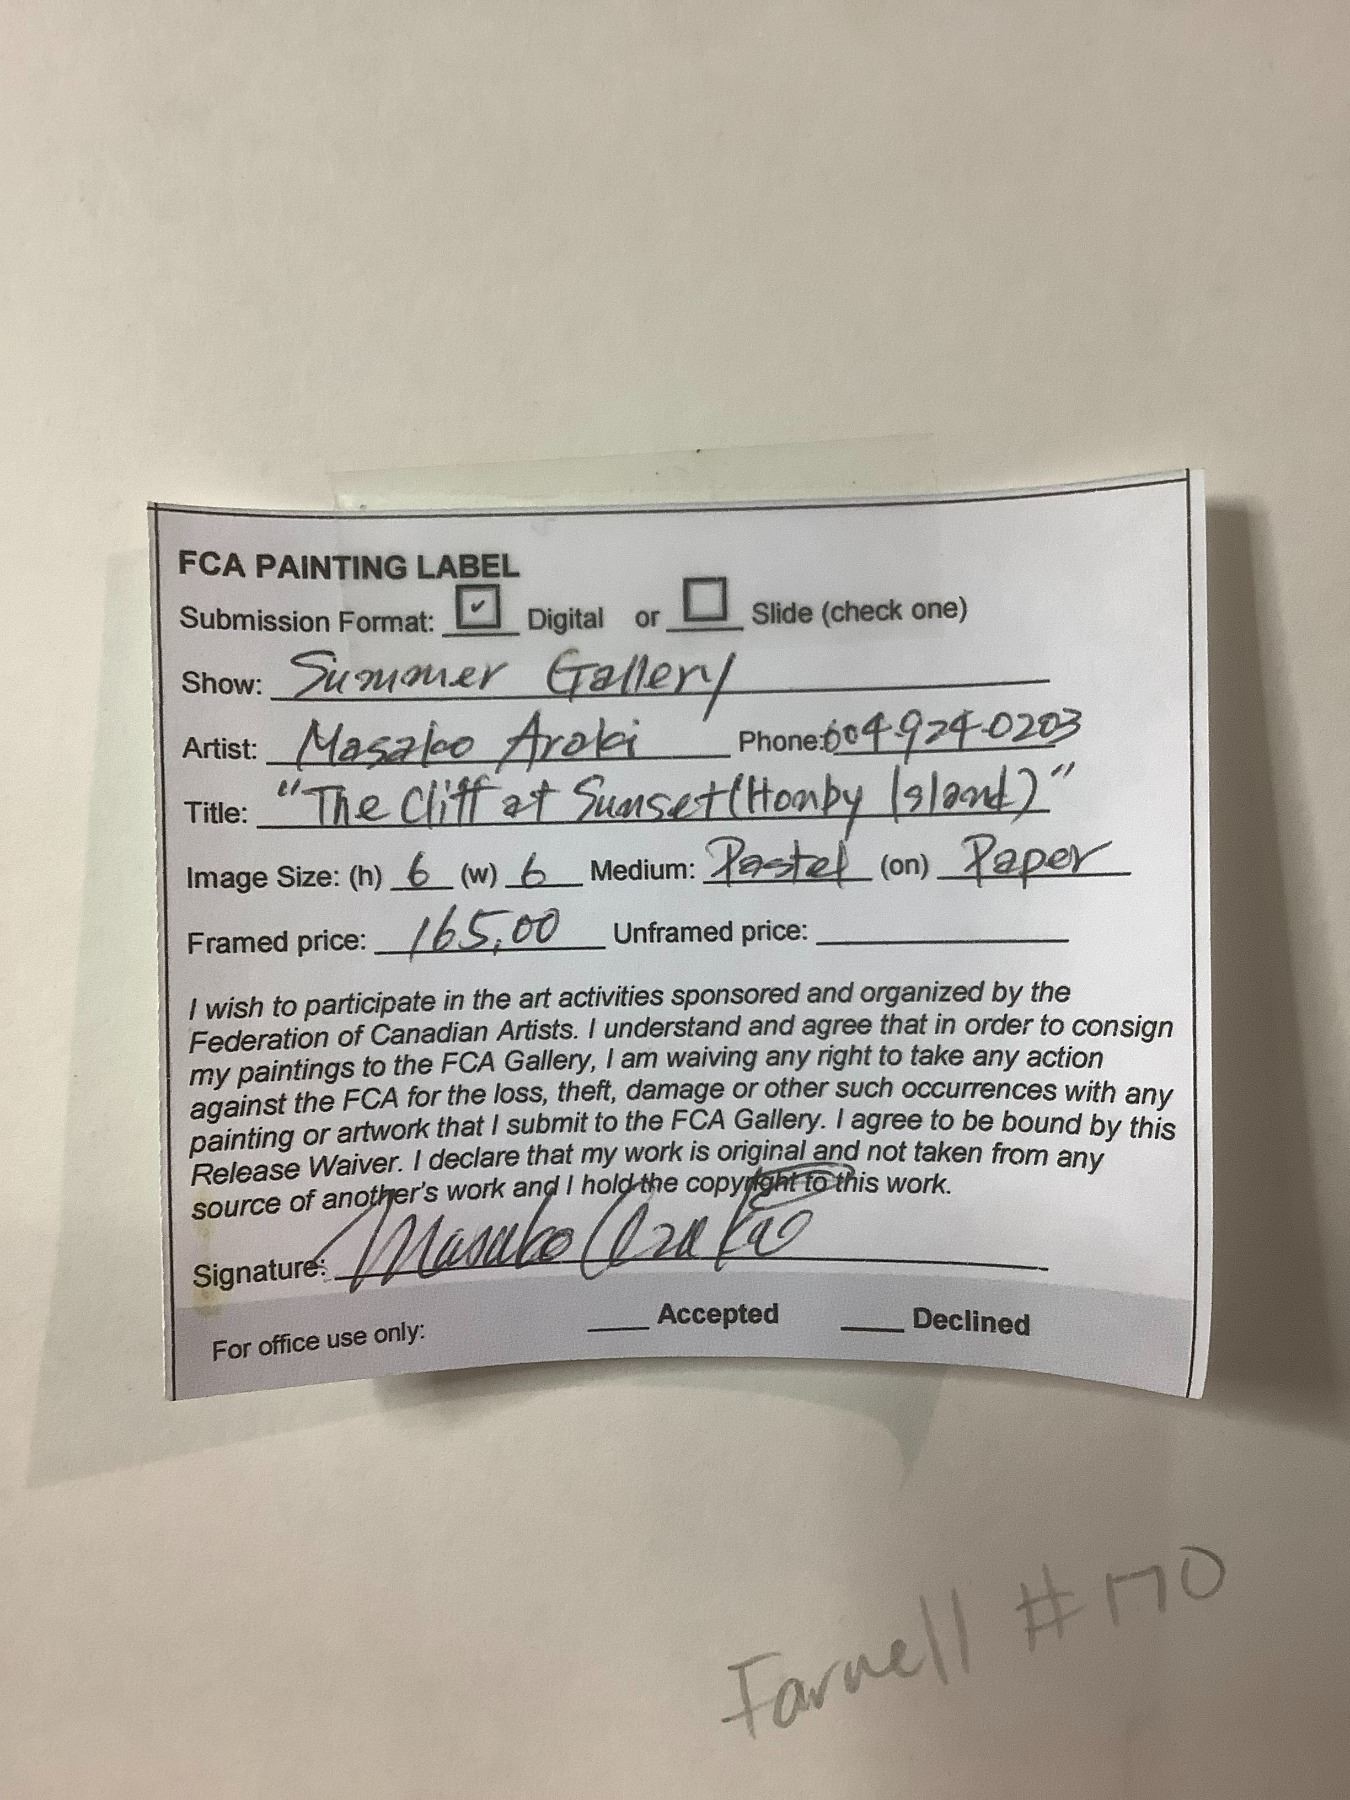 FCA PAINTING LABEL
Submission Format: ✓ Digital or Slide (check one)
Show: Summer Gallery
Artist: Masako Araki Phone: 604-924-0203
Title: "The Cliff at Sunset (Honby Island)"
Image Size: (h) 6 (w) 6 Medium: Pastel (on) Paper
Framed price: 165.00 Unframed price:
I wish to participate in the art activities sponsored and organized by the
Federation of Canadian Artists. I understand and agree that in order to consign
my paintings to the FCA Gallery, I am waiving any right to take any action
against the FCA for the loss, theft, damage or other such occurrences with any
painting or artwork that I submit to the FCA Gallery. I agree to be bound by this
Release Waiver. I declare that my work is original and not taken from any
source of another's work and I hold the copyright to this work.
Signature: Masako Araki
For office use only: Accepted Declined
Farnell #170